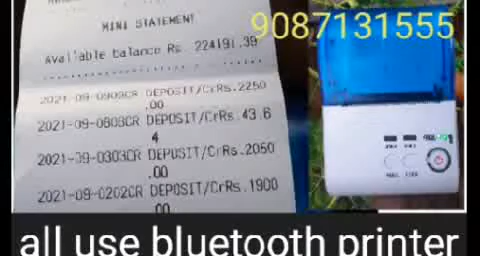 MINI STATEMENT
9087131555
Available balance Rs. 224191.39
2021-09-0909CR DEPOSIT/CrRs.2250
.00
2021-09-0808CR DEPOSIT/CrRs.43.6
4
2021-09-0303CR DEPOSIT/CrRs.2050
.00
2021-09-0202CR DEPOSIT/CrRs.1900
.00
all use bluetooth printer